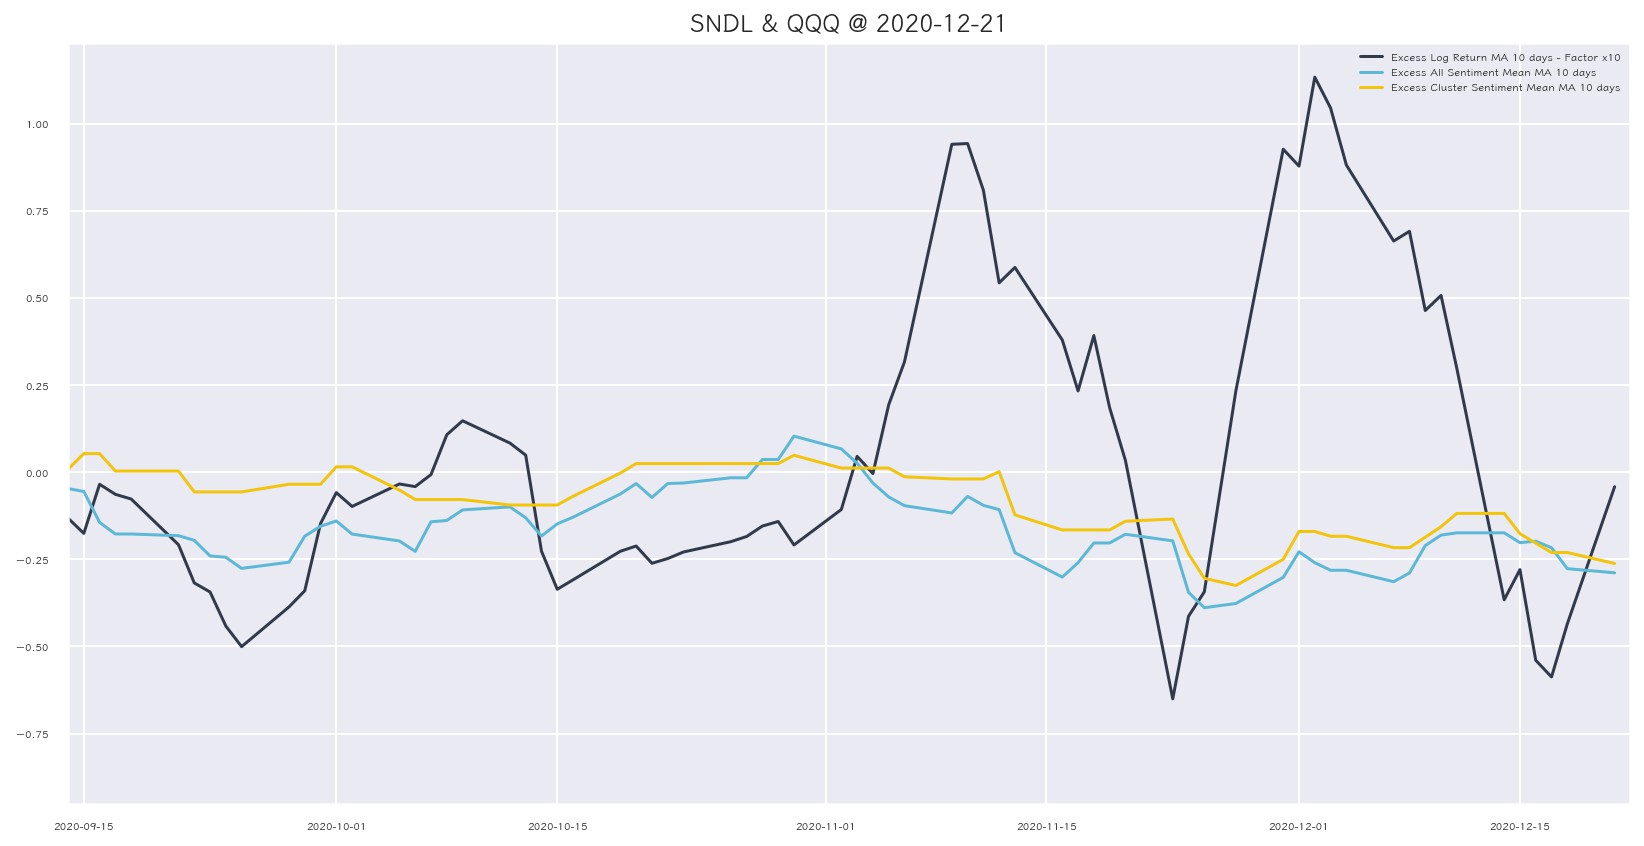 SNDL & QQQ @ 2020-12-21
Excess Log Return MA 10 days - Factor x10
Excess All Sentiment Mean MA 10 days
Excess Cluster Sentiment Mean MA 10 days
1.00
0.75
0.50
0.25
0.00
−0.25
−0.50
−0.75
2020-09-15 2020-10-01 2020-10-15 2020-11-01 2020-11-15 2020-12-01 2020-12-15